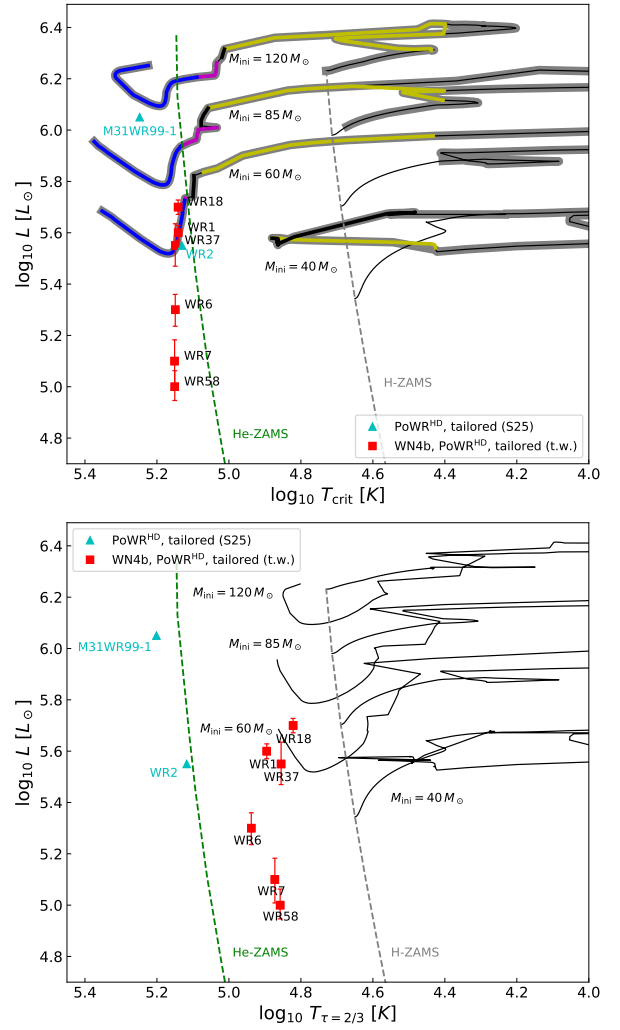 6.4
6.2
6.0
5.8
5.6
5.4
5.2
5.0
4.8
log₁₀ L [L⊙]
M_ini = 120 M⊙
M31WR99-1
M_ini = 85 M⊙
M_ini = 60 M⊙
WR18
WR1
WR37
WR2
M_ini = 40 M⊙
WR6
WR7
WR58
H-ZAMS
He-ZAMS
PoWR^HD, tailored (S25)
WN4b, PoWR^HD, tailored (t.w.)
5.4 5.2 5.0 4.8 4.6 4.4 4.2 4.0
log₁₀ T_crit [K]
PoWR^HD, tailored (S25)
WN4b, PoWR^HD, tailored (t.w.)
6.4
6.2
6.0
5.8
5.6
5.4
5.2
5.0
4.8
log₁₀ L [L⊙]
M_ini = 120 M⊙
M31WR99-1
M_ini = 85 M⊙
M_ini = 60 M⊙
WR18
WR1
WR2
WR37
M_ini = 40 M⊙
WR6
WR7
WR58
He-ZAMS
H-ZAMS
5.4 5.2 5.0 4.8 4.6 4.4 4.2 4.0
log₁₀ T_τ=2/3 [K]